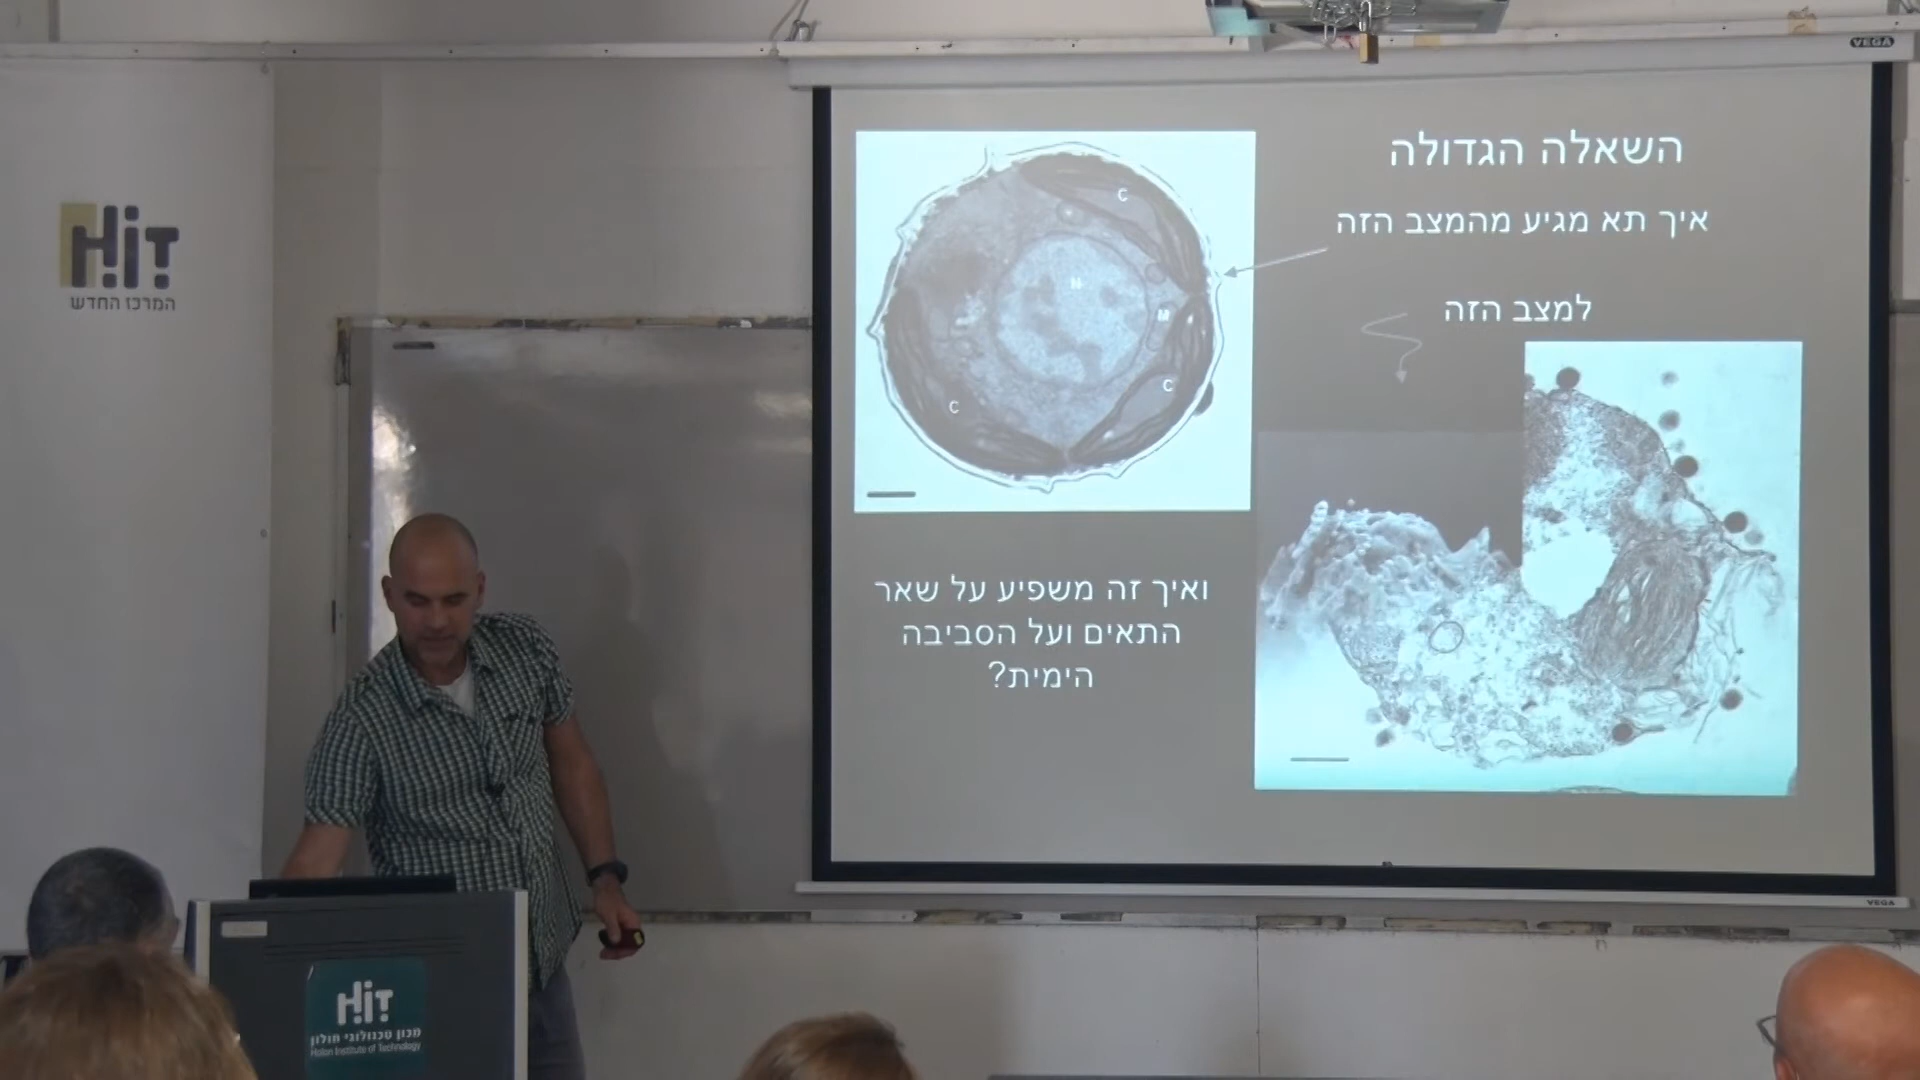 VEGA
HiT
המרכז החדש
השאלה הגדולה
איך תא מגיע מהמצב הזה
למצב הזה
C
N
M
C
C
ואיך זה משפיע על שאר
התאים ועל הסביבה
הימית?
VEGA
HiT
מכון טכנולוגי חולון
Holon Institute of Technology